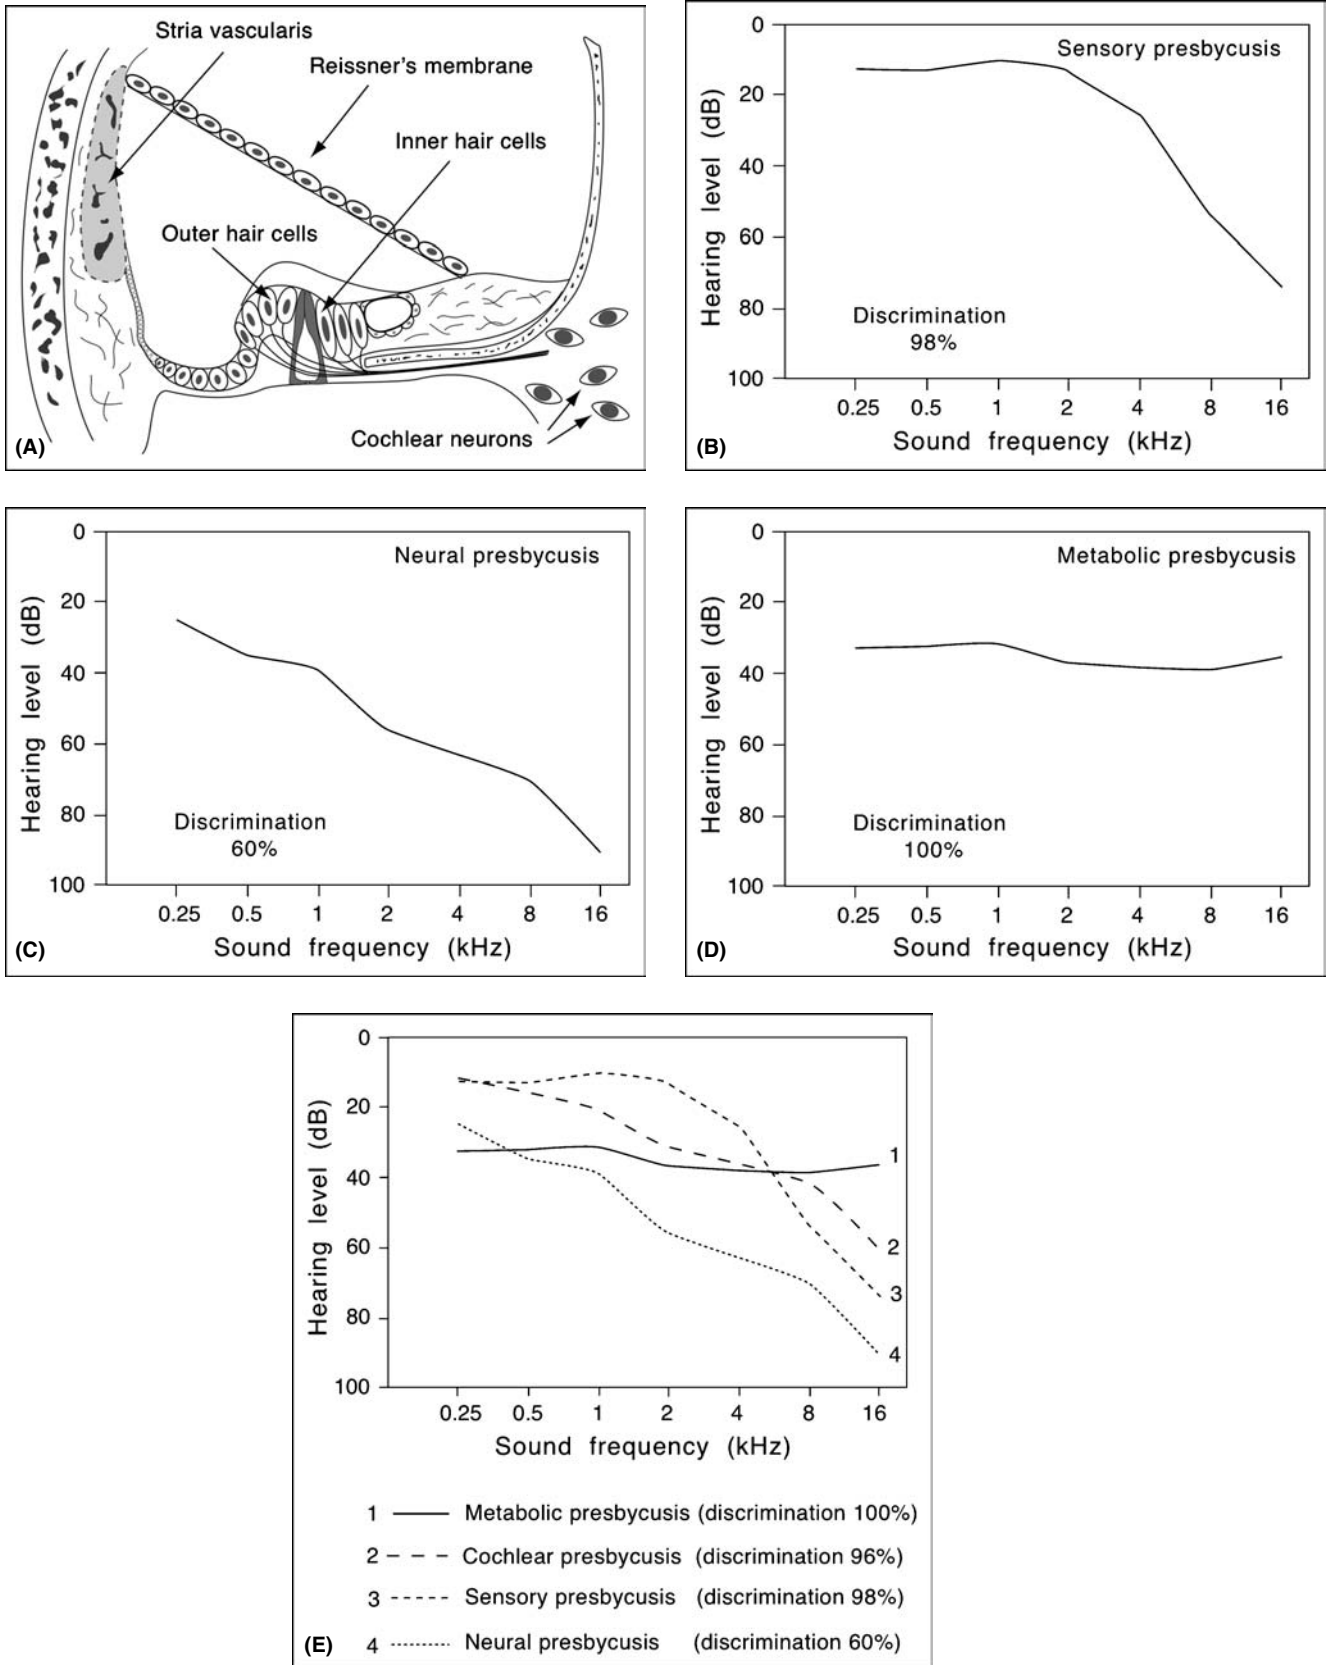 Stria vascularis
Reissner's membrane
Inner hair cells
Outer hair cells
Cochlear neurons
(A)
0
20
40
60
80
100
Hearing level (dB)
Sensory presbycusis
Discrimination
98%
0.25 0.5 1 2 4 8 16
Sound frequency (kHz)
(B)
0
20
40
60
80
100
Hearing level (dB)
Neural presbycusis
Discrimination
60%
0.25 0.5 1 2 4 8 16
Sound frequency (kHz)
(C)
0
20
40
60
80
100
Hearing level (dB)
Metabolic presbycusis
Discrimination
100%
0.25 0.5 1 2 4 8 16
Sound frequency (kHz)
(D)
0
20
40
60
80
100
Hearing level (dB)
1
2
3
4
0.25 0.5 1 2 4 8 16
Sound frequency (kHz)
1 Metabolic presbycusis (discrimination 100%)
2 Cochlear presbycusis (discrimination 96%)
3 Sensory presbycusis (discrimination 98%)
4 Neural presbycusis (discrimination 60%)
(E)